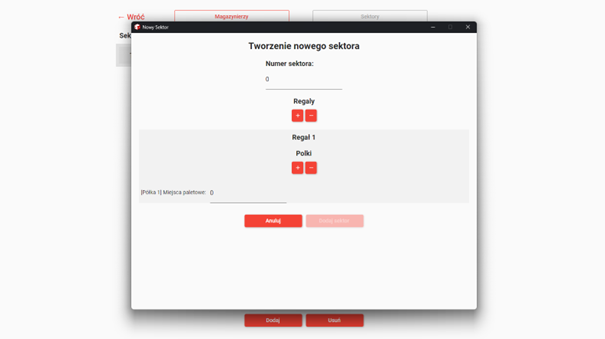 ← Wróć
Magazynierzy
Sektory
Sek
Nowy Sektor
Tworzenie nowego sektora
Numer sektora:
0
Regały
+ −
Regał 1
Polki
+ −
[Półka 1] Miejsca paletowe: 0
Anuluj
Dodaj sektor
Dodaj
Usuń